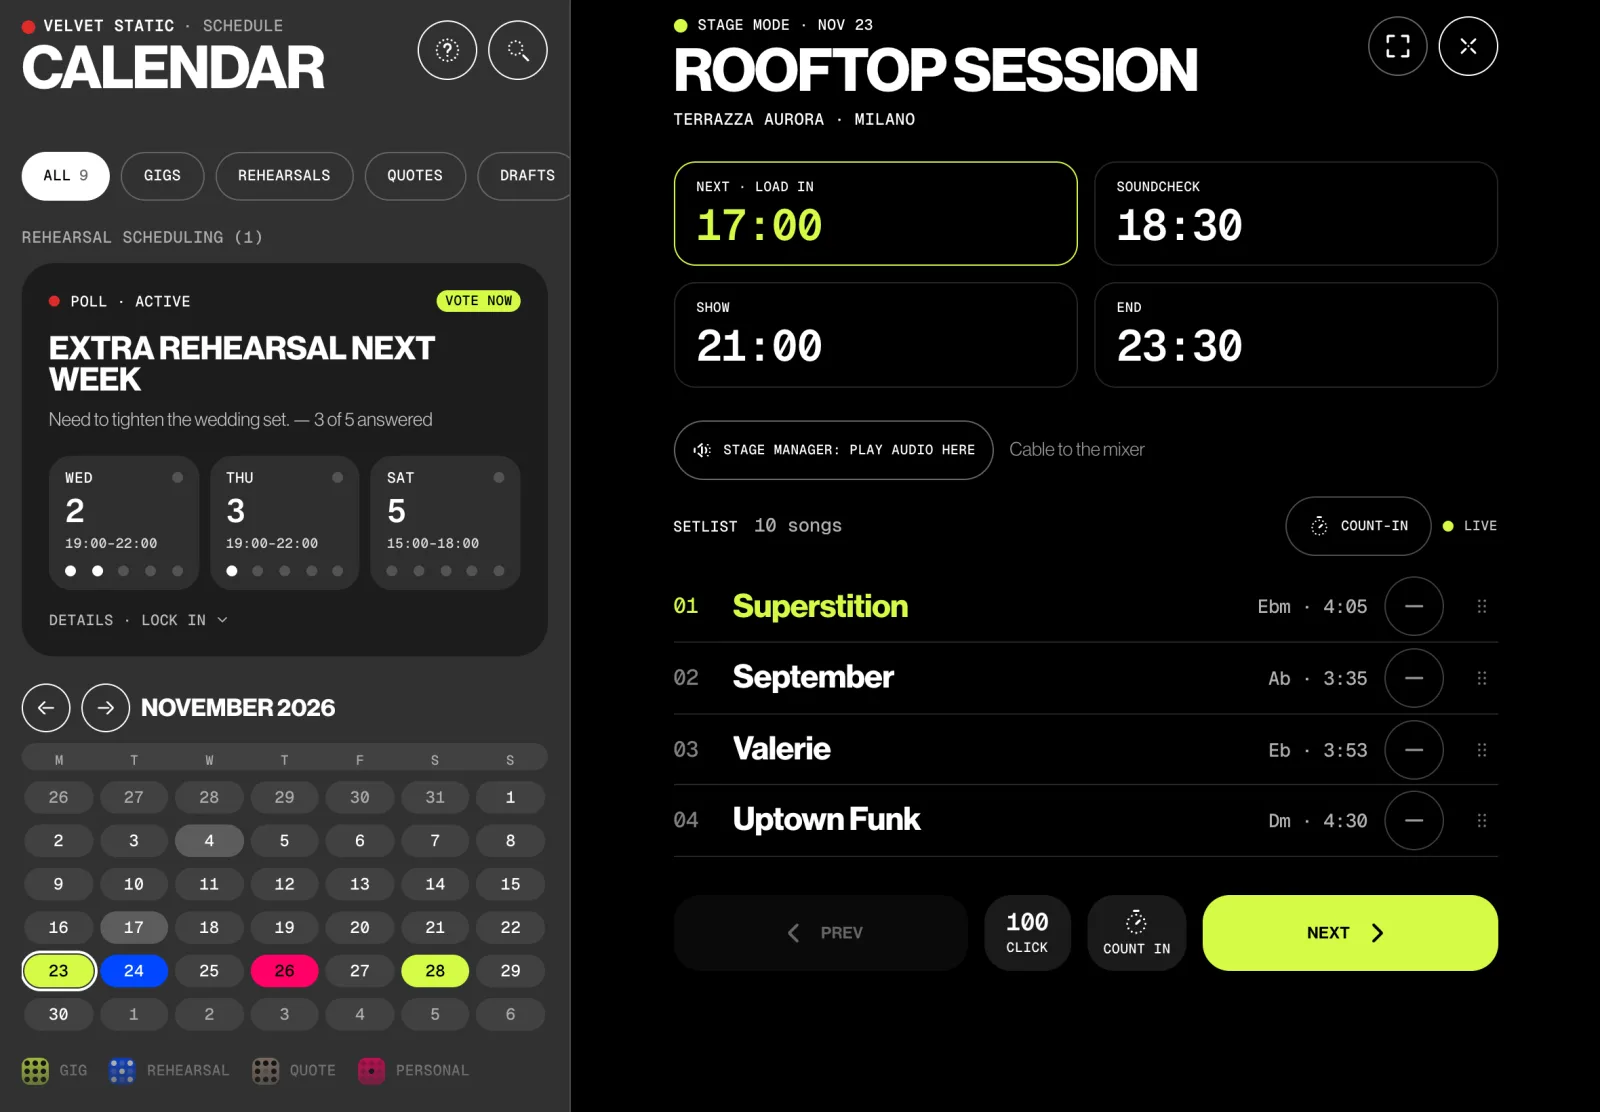 VELVET STATIC · SCHEDULE
CALENDAR
ALL 9
GIGS
REHEARSALS
QUOTES
DRAFTS
REHEARSAL SCHEDULING (1)
POLL · ACTIVE
VOTE NOW
EXTRA REHEARSAL NEXT
WEEK
Need to tighten the wedding set. — 3 of 5 answered
WED
2
19:00–22:00
THU
3
19:00–22:00
SAT
5
15:00–18:00
DETAILS · LOCK IN
NOVEMBER 2026
M T W T F S S
26 27 28 29 30 31 1
2 3 4 5 6 7 8
9 10 11 12 13 14 15
16 17 18 19 20 21 22
23 24 25 26 27 28 29
30 1 2 3 4 5 6
GIG REHEARSAL QUOTE PERSONAL
STAGE MODE · NOV 23
ROOFTOP SESSION
TERRAZZA AURORA · MILANO
NEXT · LOAD IN
17:00
SOUNDCHECK
18:30
SHOW
21:00
END
23:30
STAGE MANAGER: PLAY AUDIO HERE
Cable to the mixer
SETLIST 10 songs
COUNT-IN
LIVE
01 Superstition Ebm · 4:05
02 September Ab · 3:35
03 Valerie Eb · 3:53
04 Uptown Funk Dm · 4:30
PREV
100
CLICK
COUNT IN
NEXT